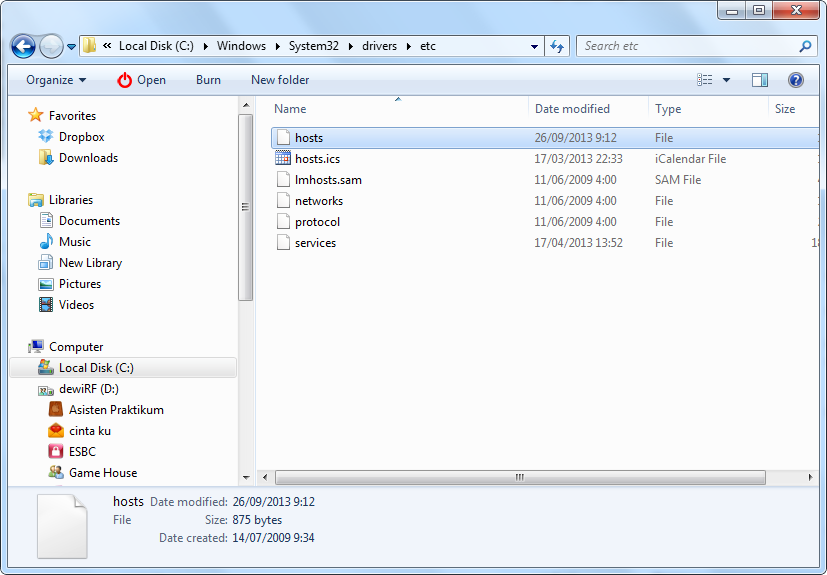 « Local Disk (C:) Windows System32 drivers etc Search etc
Organize Open Burn New folder
Favorites
Dropbox
Downloads
Libraries
Documents
Music
New Library
Pictures
Videos
Computer
Local Disk (C:)
dewiRF (D:)
Asisten Praktikum
cinta ku
ESBC
Game House
Name Date modified Type Size
hosts 26/09/2013 9:12 File
hosts.ics 17/03/2013 22:33 iCalendar File
lmhosts.sam 11/06/2009 4:00 SAM File
networks 11/06/2009 4:00 File
protocol 11/06/2009 4:00 File
services 17/04/2013 13:52 File
hosts Date modified: 26/09/2013 9:12
File Size: 875 bytes
Date created: 14/07/2009 9:34